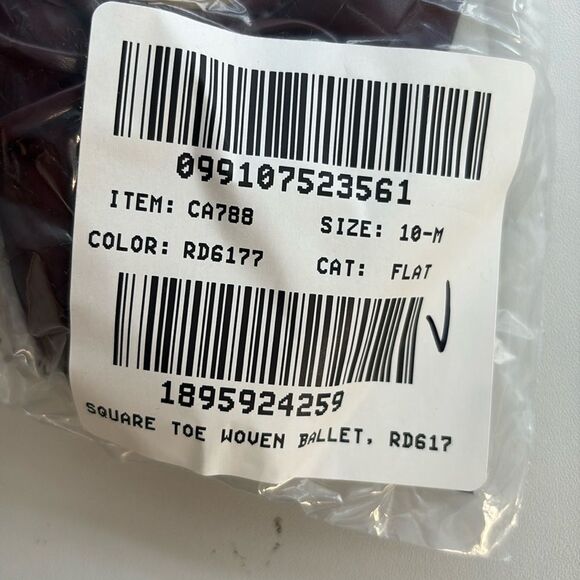 099107523561
ITEM: CA788 SIZE: 10-M
COLOR: RD6177 CAT: FLAT
1895924259
SQUARE TOE WOVEN BALLET, RD617